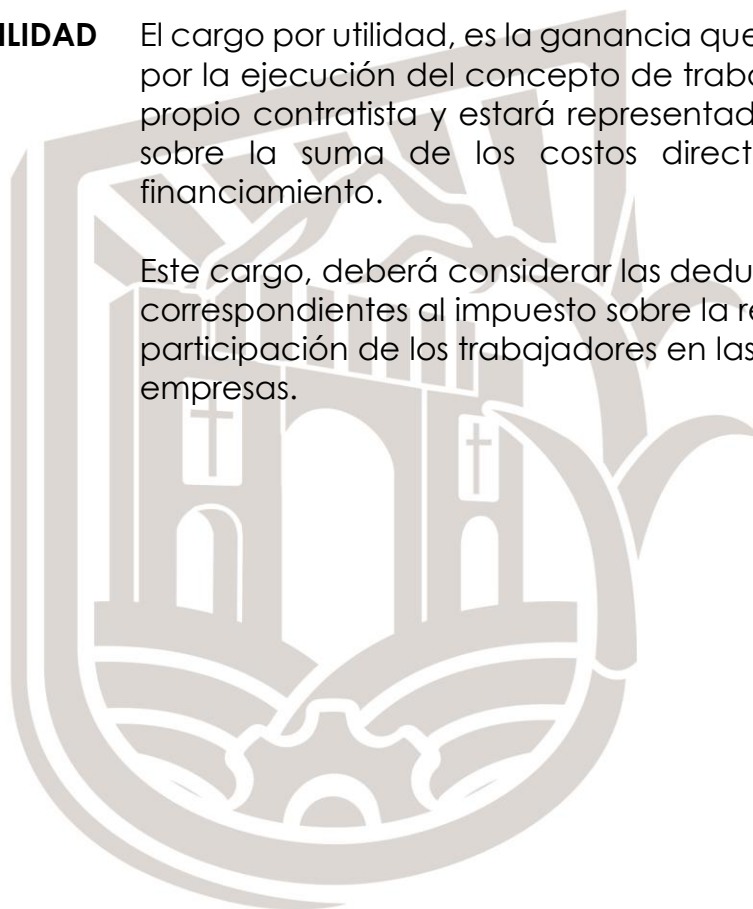 ILIDAD El cargo por utilidad, es la ganancia que
por la ejecución del concepto de trab
propio contratista y estará representad
sobre la suma de los costos direct
financiamiento.
Este cargo, deberá considerar las dedu
correspondientes al impuesto sobre la re
participación de los trabajadores en las
empresas.